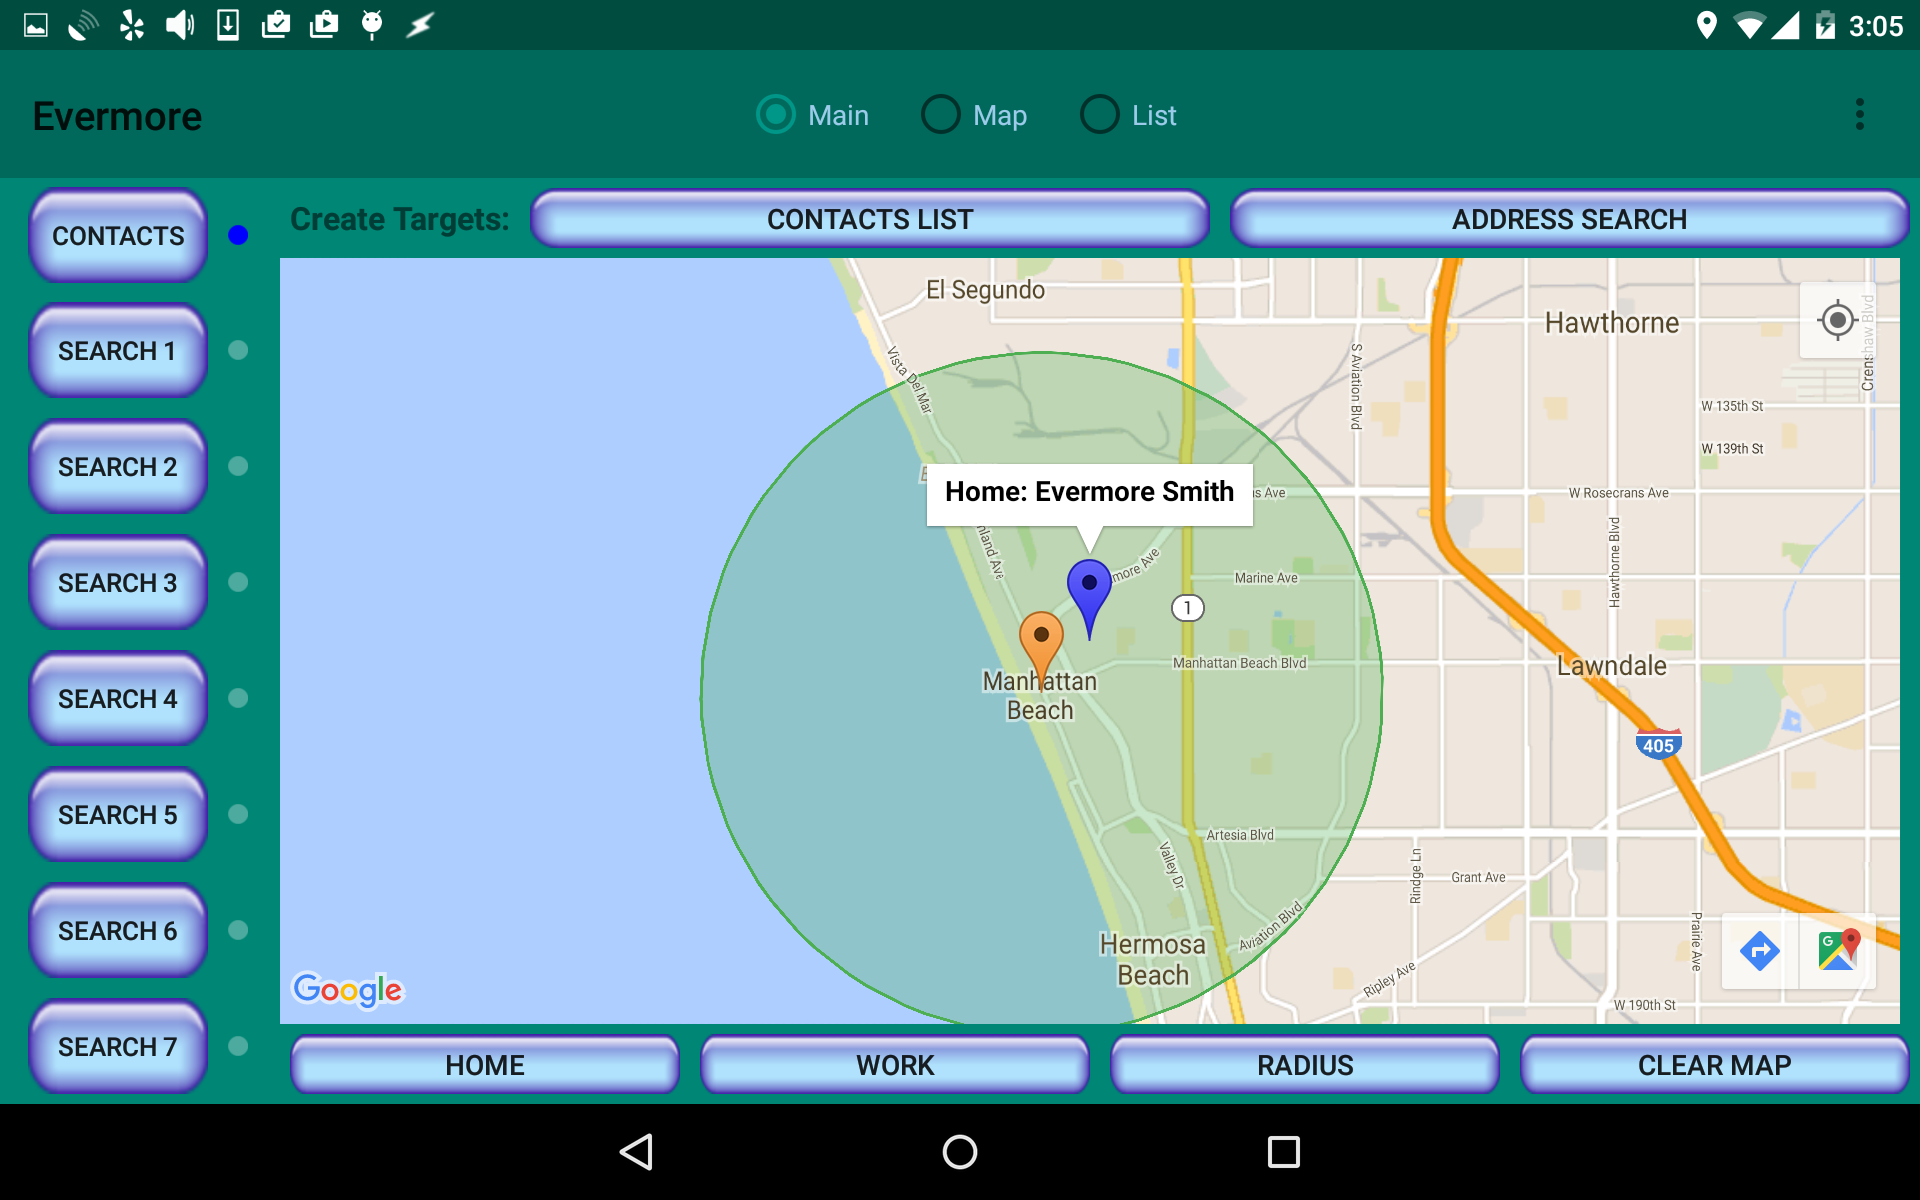 3:05
Evermore
Main
Map
List
CONTACTS
Create Targets:
CONTACTS LIST
ADDRESS SEARCH
SEARCH 1
SEARCH 2
SEARCH 3
SEARCH 4
SEARCH 5
SEARCH 6
SEARCH 7
El Segundo
Hawthorne
Vista Del Mar
S Aviation Blvd
Crenshaw Blvd
W 135th St
W 139th St
Home: Evermore Smith
W Rosecrans Ave
Ave
Hawthorne Blvd
Marine Ave
1
Manhattan Beach Blvd
Manhattan
Beach
Lawndale
405
Artesia Blvd
Valley Dr
Rindge Ln
Grant Ave
Aviation Blvd
Prairie Ave
Hermosa
Beach
Ripley Ave
W 190th St
Google
G
HOME
WORK
RADIUS
CLEAR MAP